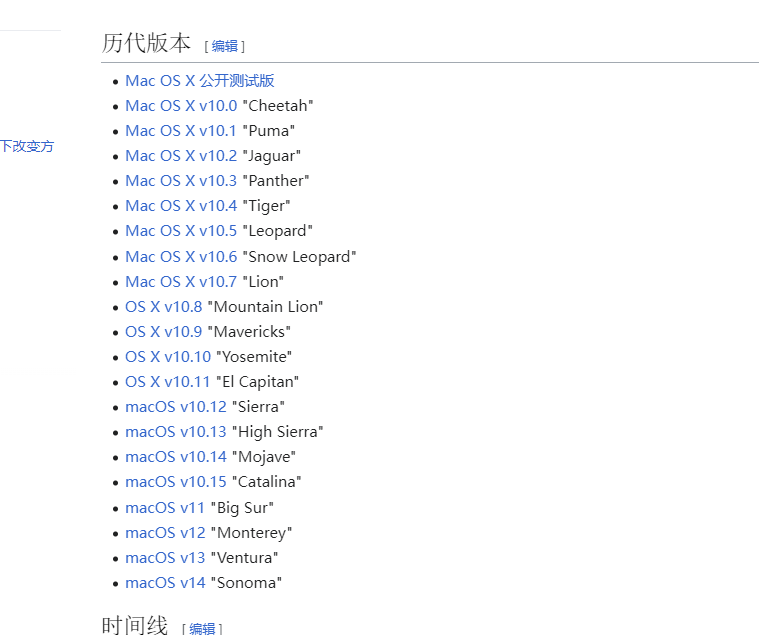 历代版本 [编辑]
Mac OS X 公开测试版
Mac OS X v10.0 "Cheetah"
Mac OS X v10.1 "Puma"
下改变方
Mac OS X v10.2 "Jaguar"
Mac OS X v10.3 "Panther"
Mac OS X v10.4 "Tiger"
Mac OS X v10.5 "Leopard"
Mac OS X v10.6 "Snow Leopard"
Mac OS X v10.7 "Lion"
OS X v10.8 "Mountain Lion"
OS X v10.9 "Mavericks"
OS X v10.10 "Yosemite"
OS X v10.11 "El Capitan"
macOS v10.12 "Sierra"
macOS v10.13 "High Sierra"
macOS v10.14 "Mojave"
macOS v10.15 "Catalina"
macOS v11 "Big Sur"
macOS v12 "Monterey"
macOS v13 "Ventura"
macOS v14 "Sonoma"
时间线 [编辑]